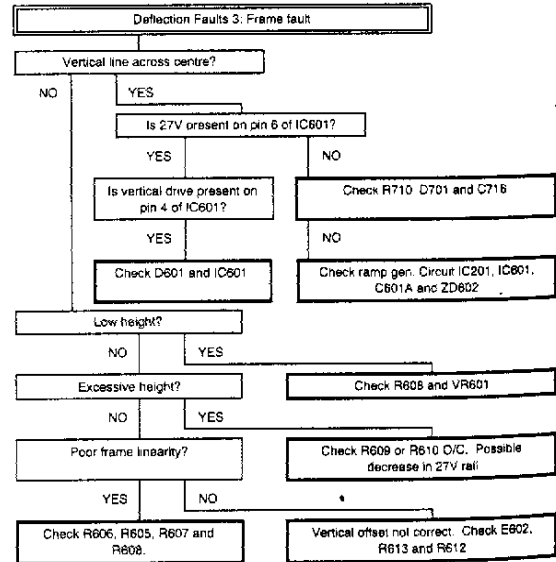 Deflection Faults 3: Frame fault
Vertical line across centre?
NO
YES
Is 27V present on pin 6 of IC601?
YES
NO
Is vertical drive present on
pin 4 of IC601?
Check R710 D701 and C716
YES
NO
Check D601 and IC601
Check ramp gen. Circuit IC201, IC601,
C601A and ZD602
Low height?
NO
YES
Excessive height?
Check R608 and VR601
NO
YES
Poor frame linearity?
Check R609 or R610 O/C. Possible
decrease in 27V rail
YES
NO
Check R606, R605, R607 and
R608.
Vertical offset not correct. Check E602,
R613 and R612